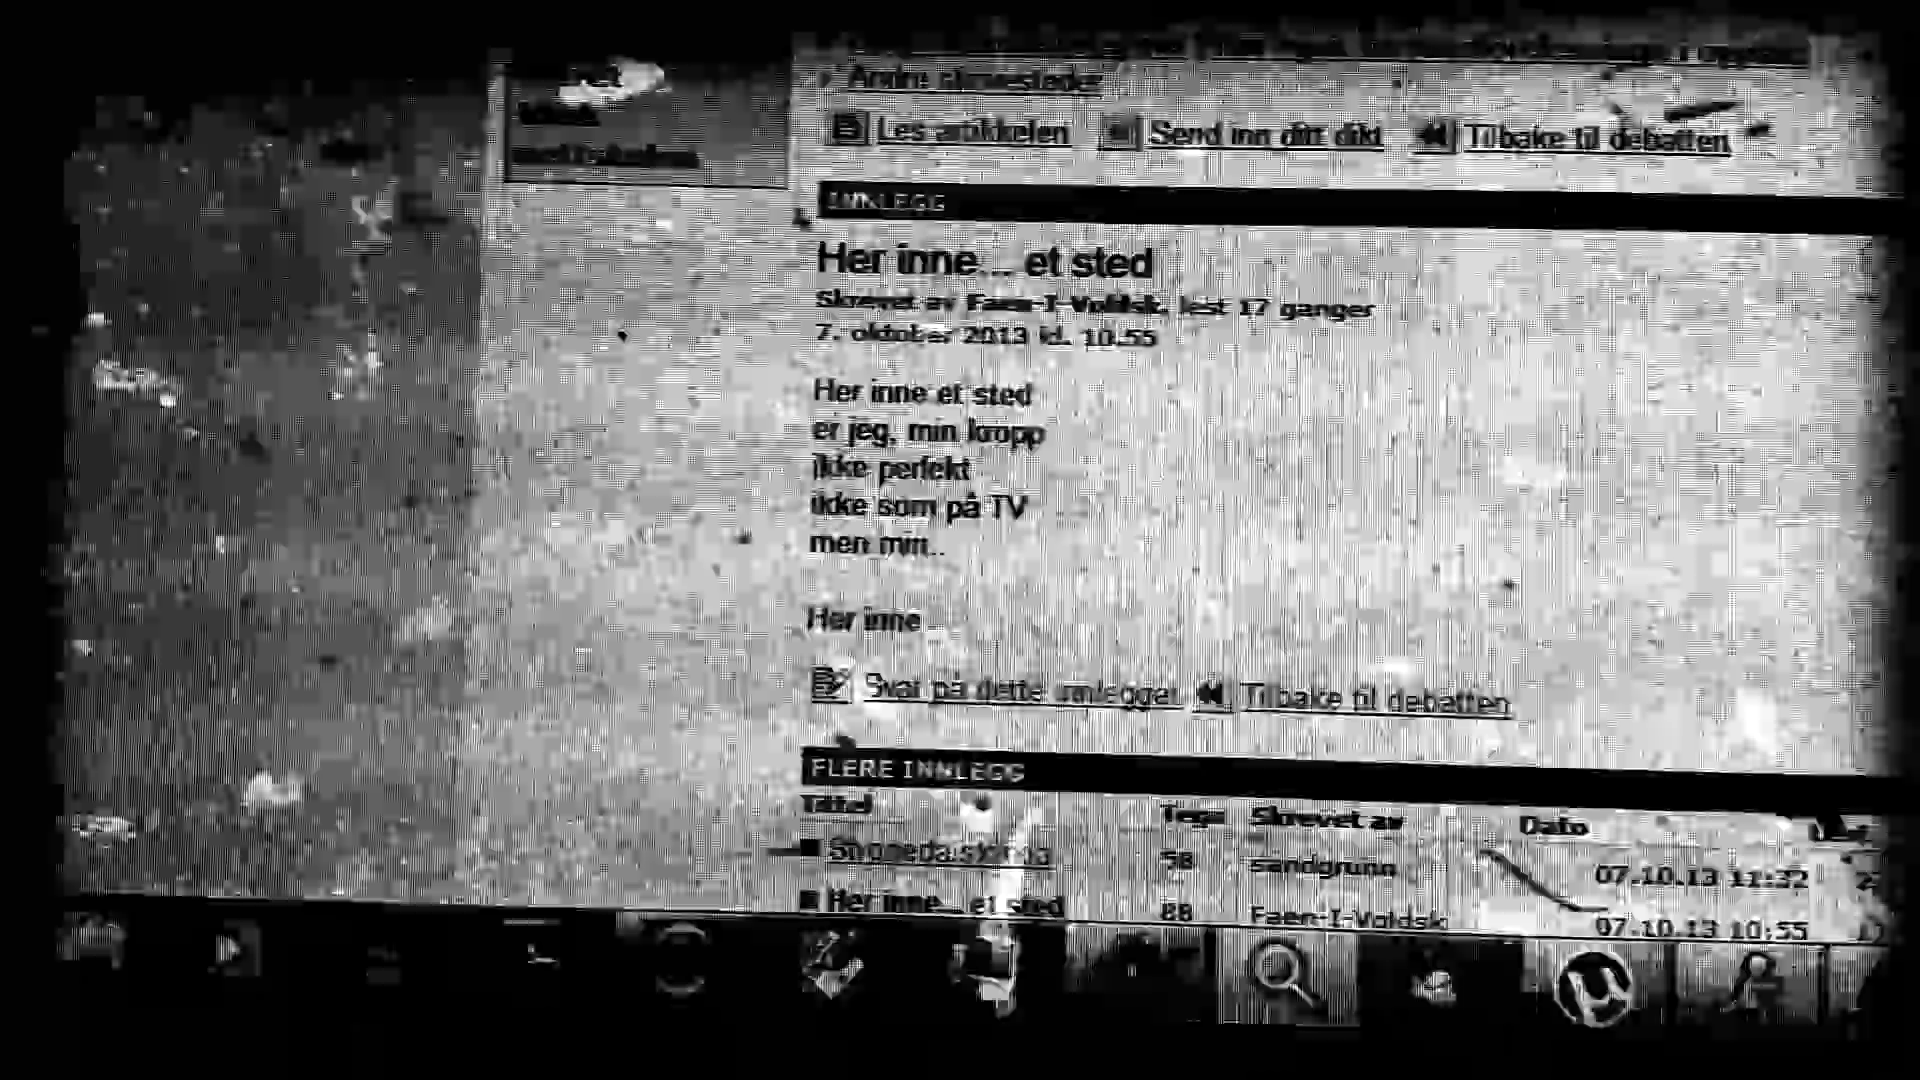 Andre skrivesteder
Les artikkelen Send inn ditt dikt Tilbake til debatten
INNLEGG
Her inne... et sted
Skrevet av Faen-I-Voldsk, lest 17 ganger
7. oktober 2013 kl. 10.55
Her inne et sted
er jeg, min kropp
ikke perfekt
ikke som på TV
men min..
Her inne
Svar på dette innlegget Tilbake til debatten
FLERE INNLEGG
Tittel Tegn Skrevet av Dato
58 sandgrunn 07.10.13 11:32
Her inne... et sted 88 Faen-I-Voldsk 07.10.13 10:55